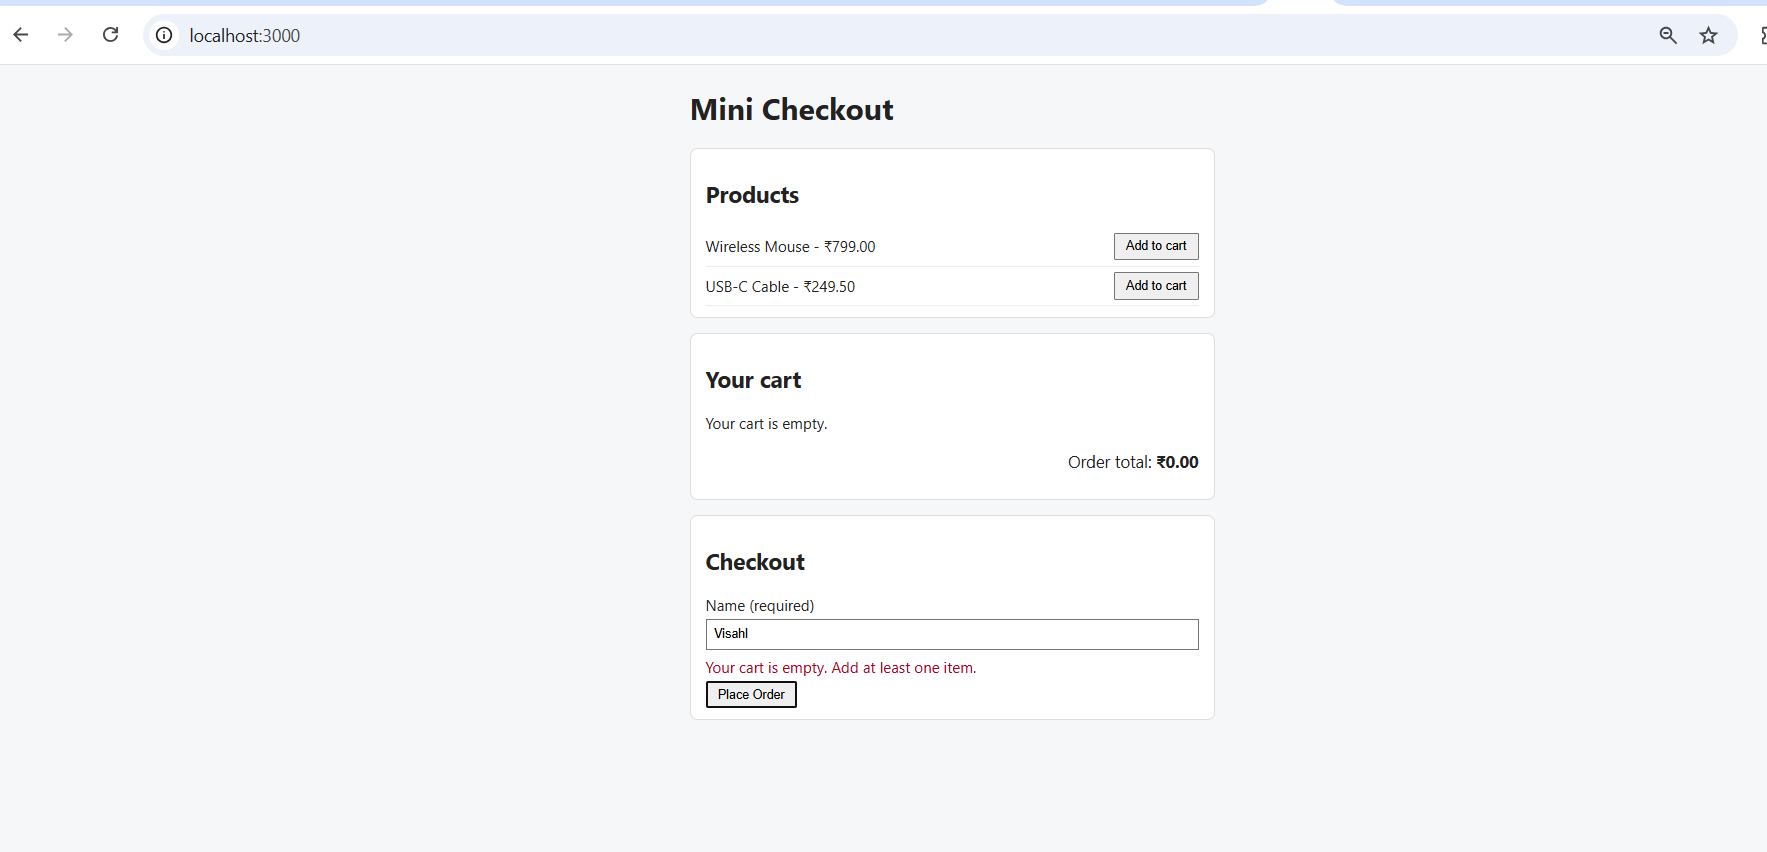 localhost:3000
Mini Checkout
Products
Wireless Mouse - ₹799.00 Add to cart
USB-C Cable - ₹249.50 Add to cart
Your cart
Your cart is empty.
Order total: ₹0.00
Checkout
Name (required)
Visahl
Your cart is empty. Add at least one item.
Place Order